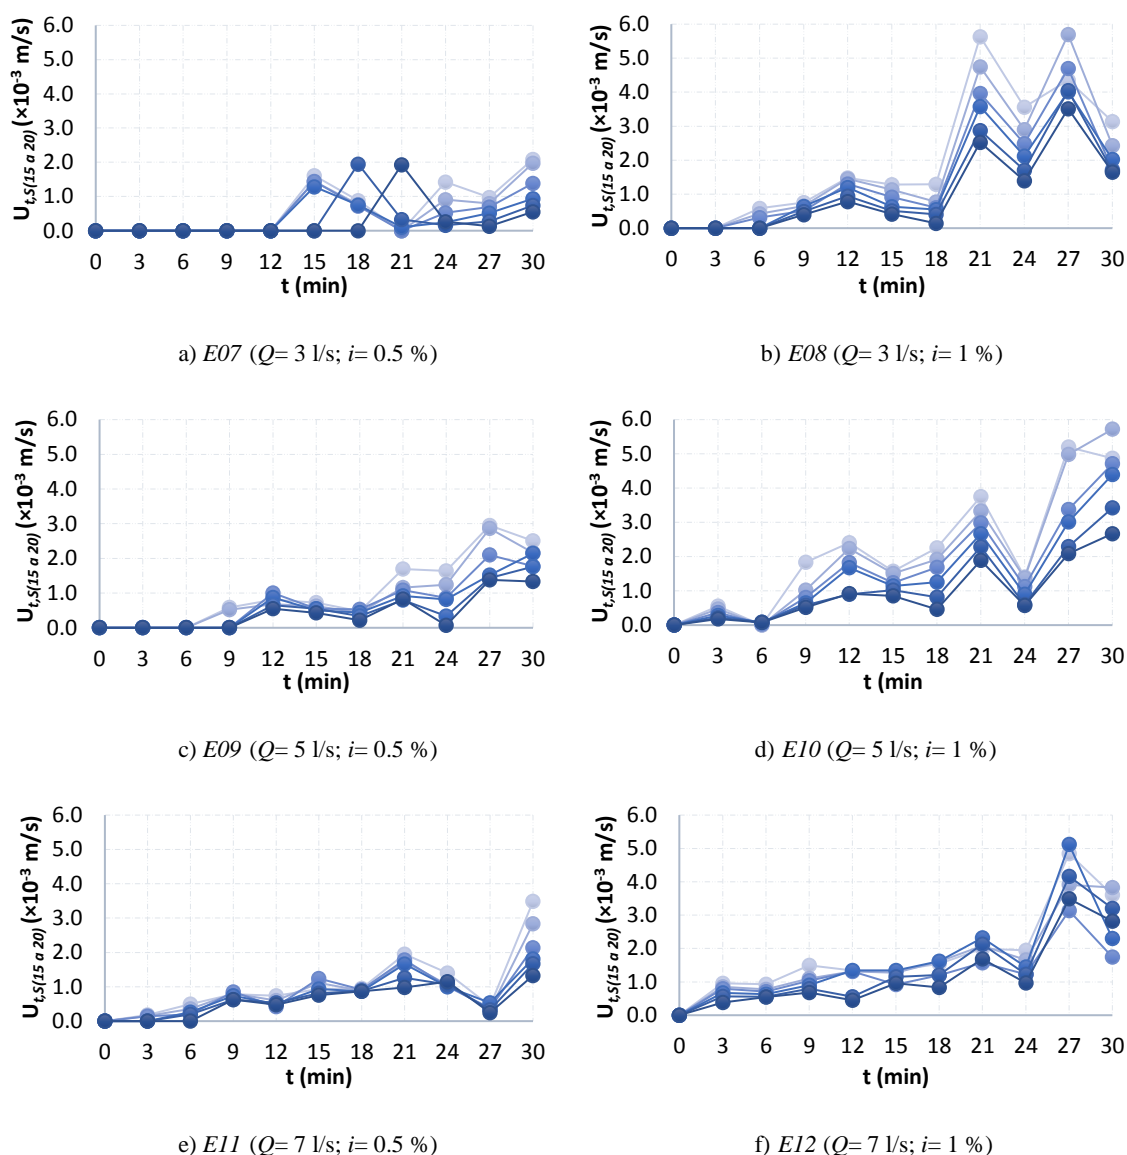 U_{t,S(15 a 20)} (×10⁻³ m/s)
6.0
5.0
4.0
3.0
2.0
1.0
0.0
0 3 6 9 12 15 18 21 24 27 30
t (min)
a) E07 (Q= 3 l/s; i= 0.5 %)
U_{t,S(15 a 20)} (×10⁻³ m/s)
6.0
5.0
4.0
3.0
2.0
1.0
0.0
0 3 6 9 12 15 18 21 24 27 30
t (min)
b) E08 (Q= 3 l/s; i= 1 %)
U_{t,S(15 a 20)} (×10⁻³ m/s)
6.0
5.0
4.0
3.0
2.0
1.0
0.0
0 3 6 9 12 15 18 21 24 27 30
t (min)
c) E09 (Q= 5 l/s; i= 0.5 %)
U_{t,S(15 a 20)} (×10⁻³ m/s)
6.0
5.0
4.0
3.0
2.0
1.0
0.0
0 3 6 9 12 15 18 21 24 27 30
t (min
d) E10 (Q= 5 l/s; i= 1 %)
U_{t,S(15 a 20)} (×10⁻³ m/s)
6.0
5.0
4.0
3.0
2.0
1.0
0.0
0 3 6 9 12 15 18 21 24 27 30
t (min)
e) E11 (Q= 7 l/s; i= 0.5 %)
U_{t,S(15 a 20)} (×10⁻³ m/s)
6.0
5.0
4.0
3.0
2.0
1.0
0.0
0 3 6 9 12 15 18 21 24 27 30
t (min)
f) E12 (Q= 7 l/s; i= 1 %)